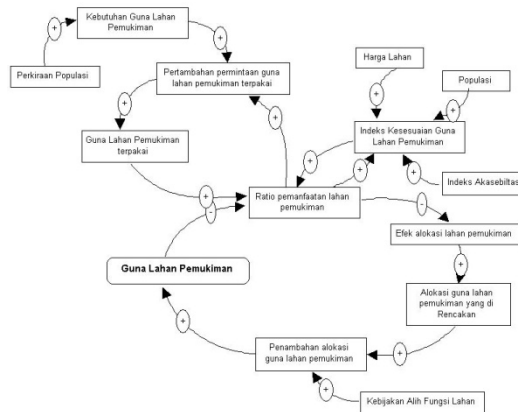 Kebutuhan Guna Lahan
Pemukiman
+
+
Perkiraan Populasi
Pertambahan permintaan guna
lahan pemukiman terpakai
Harga Lahan
Populasi
+
+
+
+
Guna Lahan Pemukiman
terpakai
Indeks Kesesuaian Guna
Lahan Pemukiman
+
+
+
Indeks Akasebiltas
+
-
Ratio pemanfaatan lahan
pemukiman
-
Efek alokasi lahan pemukiman
Guna Lahan Pemukiman
+
Alokasi guna lahan
pemukiman yang di
Rencakan
+
Penambahan alokasi
guna lahan pemukiman
+
+
Kebijakan Alih Fungsi Lahan